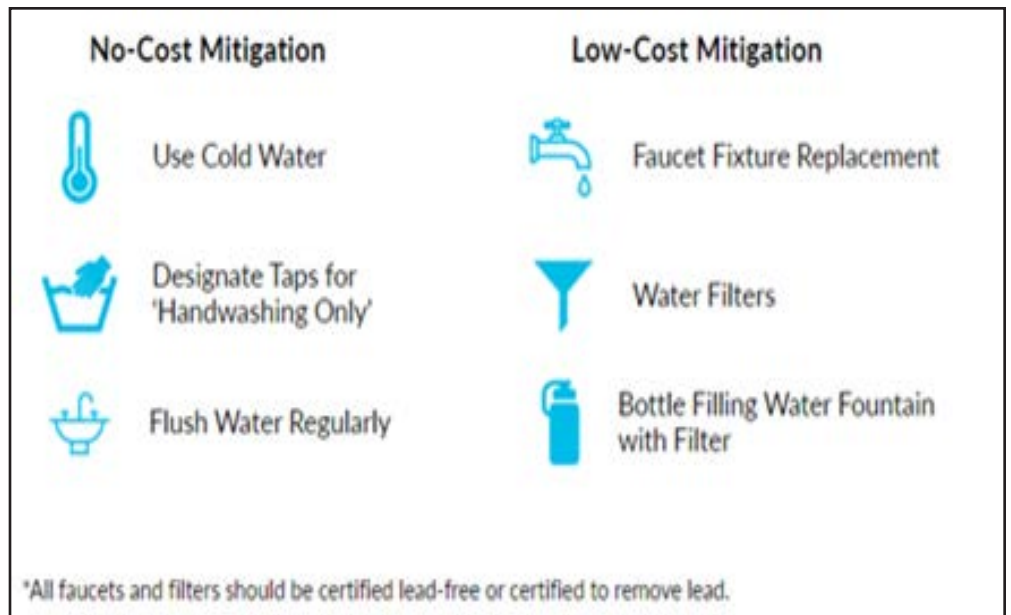 No-Cost Mitigation
Use Cold Water
Designate Taps for
'Handwashing Only'
Flush Water Regularly
Low-Cost Mitigation
Faucet Fixture Replacement
Water Filters
Bottle Filling Water Fountain
with Filter
*All faucets and filters should be certified lead-free or certified to remove lead.